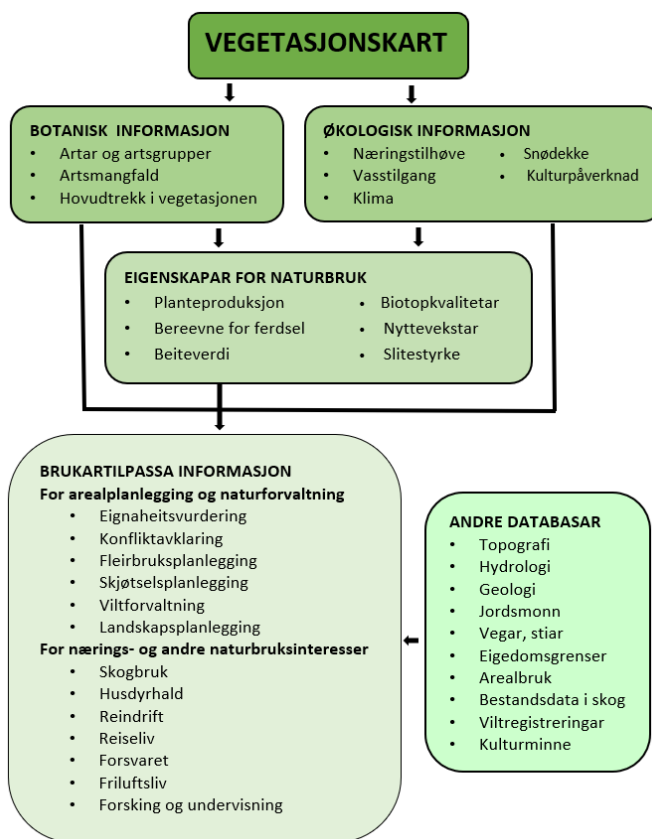 VEGETASJONSKART
BOTANISK INFORMASJON
• Artar og artsgrupper
• Artsmangfald
• Hovudtrekk i vegetasjonen
ØKOLOGISK INFORMASJON
• Næringstilhøve
• Vasstilgang
• Klima
• Snødekke
• Kulturpåverknad
EIGENSKAPAR FOR NATURBRUK
• Planteproduksjon
• Bereevne for ferdsel
• Beiteverdi
• Biotopkvalitetar
• Nyttevekstar
• Slitestyrke
BRUKARTILPASSA INFORMASJON
For arealplanlegging og naturforvaltning
• Eignaheitsvurdering
• Konfliktavklaring
• Fleirbruksplanlegging
• Skjøtselsplanlegging
• Viltforvaltning
• Landskapsplanlegging
For nærings- og andre naturbruksinteresser
• Skogbruk
• Husdyrhald
• Reindrift
• Reiseliv
• Forsvaret
• Friluftsliv
• Forsking og undervisning
ANDRE DATABASAR
• Topografi
• Hydrologi
• Geologi
• Jordsmonn
• Vegar, stiar
• Eigedomsgrenser
• Arealbruk
• Bestandsdata i skog
• Viltregistreringar
• Kulturminne